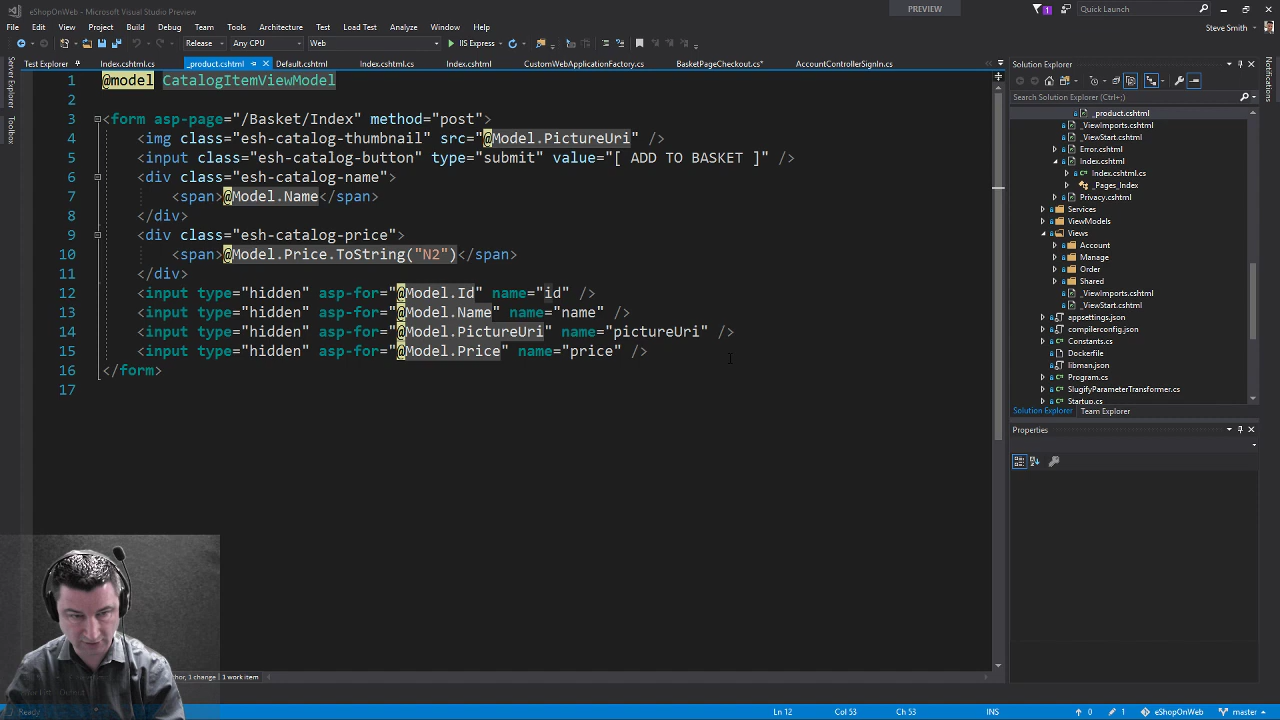 eShopOnWeb - Microsoft Visual Studio Preview
PREVIEW
1
Quick Launch
File Edit View Project Build Debug Team Tools Architecture Test Load Test Analyze Window Help
Steve Smith
Release Any CPU Web IIS Express
Test Explorer Index.cshtml.cs _product.cshtml Default.cshtml Index.cshtml.cs Index.cshtml CustomWebApplicationFactory.cs BasketPageCheckout.cs* AccountControllerSignIn.cs
Server Explorer
Toolbox
1 @model CatalogItemViewModel
2
3 <form asp-page="/Basket/Index" method="post">
4 <img class="esh-catalog-thumbnail" src="@Model.PictureUri" />
5 <input class="esh-catalog-button" type="submit" value="[ ADD TO BASKET ]" />
6 <div class="esh-catalog-name">
7 <span>@Model.Name</span>
8 </div>
9 <div class="esh-catalog-price">
10 <span>@Model.Price.ToString("N2")</span>
11 </div>
12 <input type="hidden" asp-for="@Model.Id" name="id" />
13 <input type="hidden" asp-for="@Model.Name" name="name" />
14 <input type="hidden" asp-for="@Model.PictureUri" name="pictureUri" />
15 <input type="hidden" asp-for="@Model.Price" name="price" />
16 </form>
17
Solution Explorer
Search Solution Explorer (Ctrl+;)
_product.cshtml
_ViewImports.cshtml
_ViewStart.cshtml
Error.cshtml
Index.cshtml
Index.cshtml.cs
_Pages_Index
Privacy.cshtml
Services
ViewModels
Views
Account
Manage
Order
Shared
_ViewImports.cshtml
_ViewStart.cshtml
appsettings.json
compilerconfig.json
Constants.cs
Dockerfile
libman.json
Program.cs
SlugifyParameterTransformer.cs
Startup.cs
Solution Explorer Team Explorer
Properties
Notifications
1 change | 1 work item
Ready
Ln 12 Col 53 Ch 53 INS 0 1 eShopOnWeb master